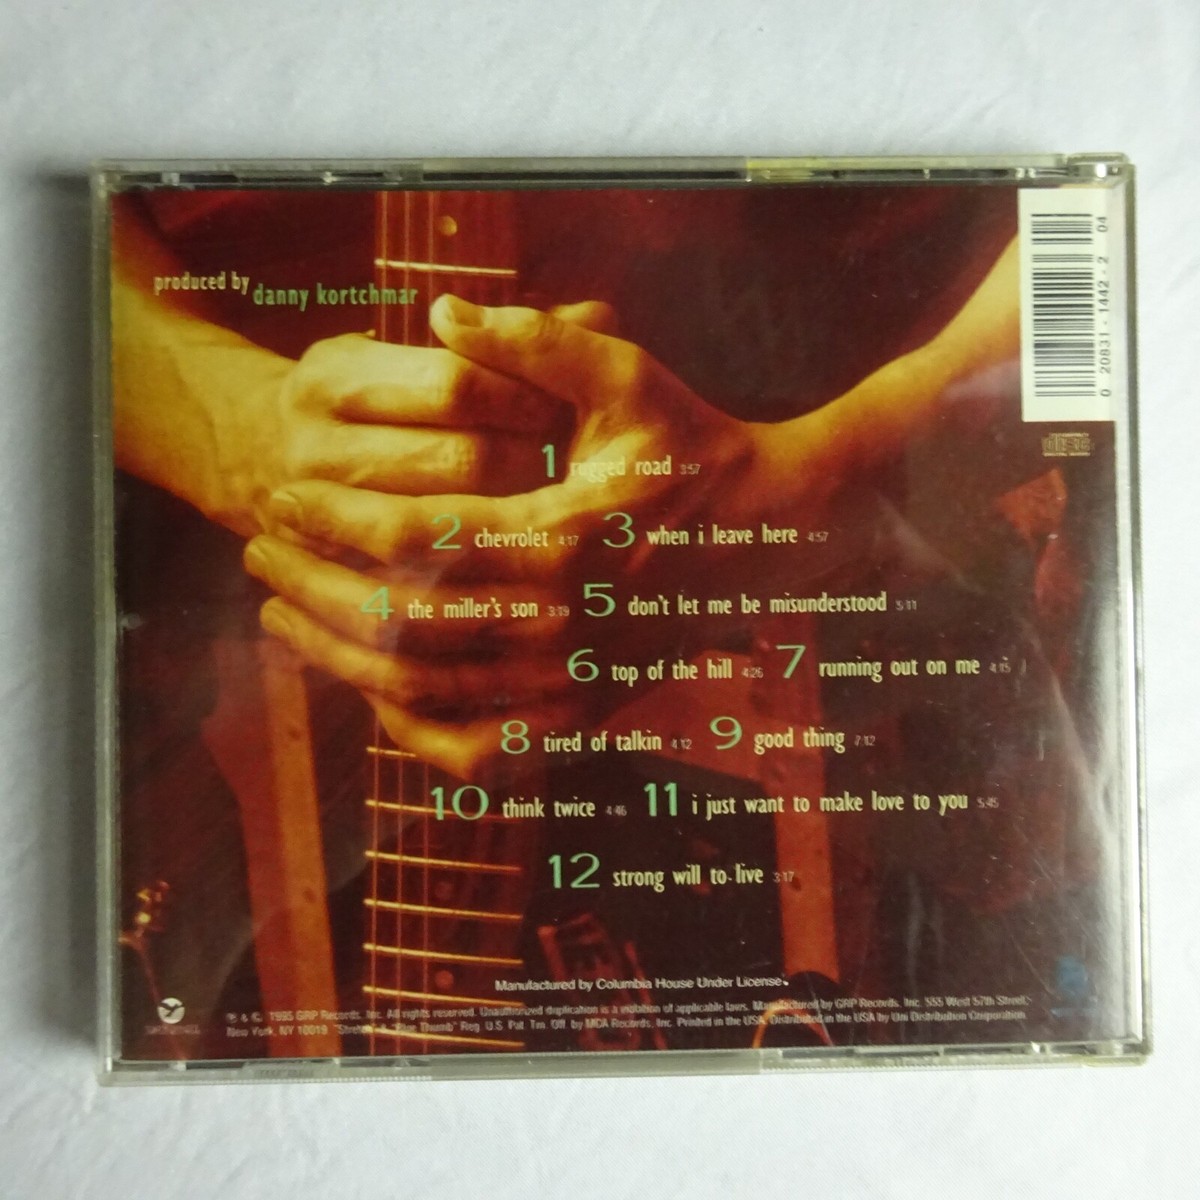 produced by danny kortchmar
0 20831-1442-2 04
disc
1 rugged road 3:57
2 chevrolet 4:17 3 when i leave here 4:57
4 the miller's son 3:19 5 don't let me be misunderstood 5:11
6 top of the hill 4:26 7 running out on me 4:15
8 tired of talkin 4:12 9 good thing 7:12
10 think twice 4:46 11 i just want to make love to you 5:45
12 strong will to live 3:17
Manufactured by Columbia House Under License.
℗ & ©, 1995 GRP Records, Inc. All rights reserved. Unauthorized duplication is a violation of applicable laws. Manufactured by GRP Records, Inc. 555 West 57th Street,
New York, NY 10019. "Stretch" & "Blue Thumb" Reg. U.S. Pat. Tm. Off. by MCA Records, Inc. Printed in the USA. Distributed in the USA by Uni Distribution Corporation.